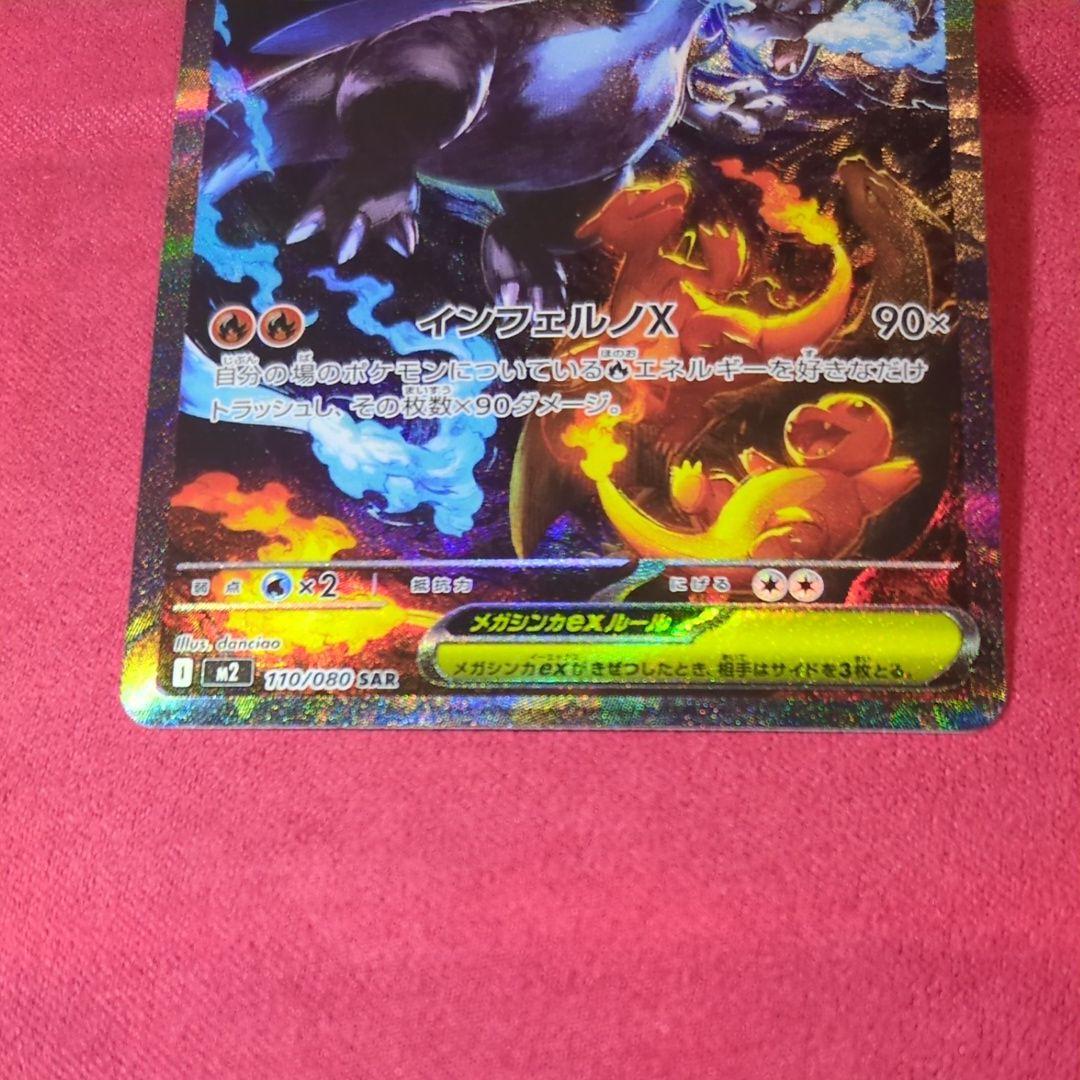 インフェルノX 90×
自分の場のポケモンについているエネルギーを好きなだけ
トラッシュし、その枚数×90ダメージ。
弱点 ×2 抵抗力 にげる
メガシンカexルール
メガシンカexがきぜつしたとき、相手はサイドを3枚とる。
Illus. danciao
I m2 110/080 SAR